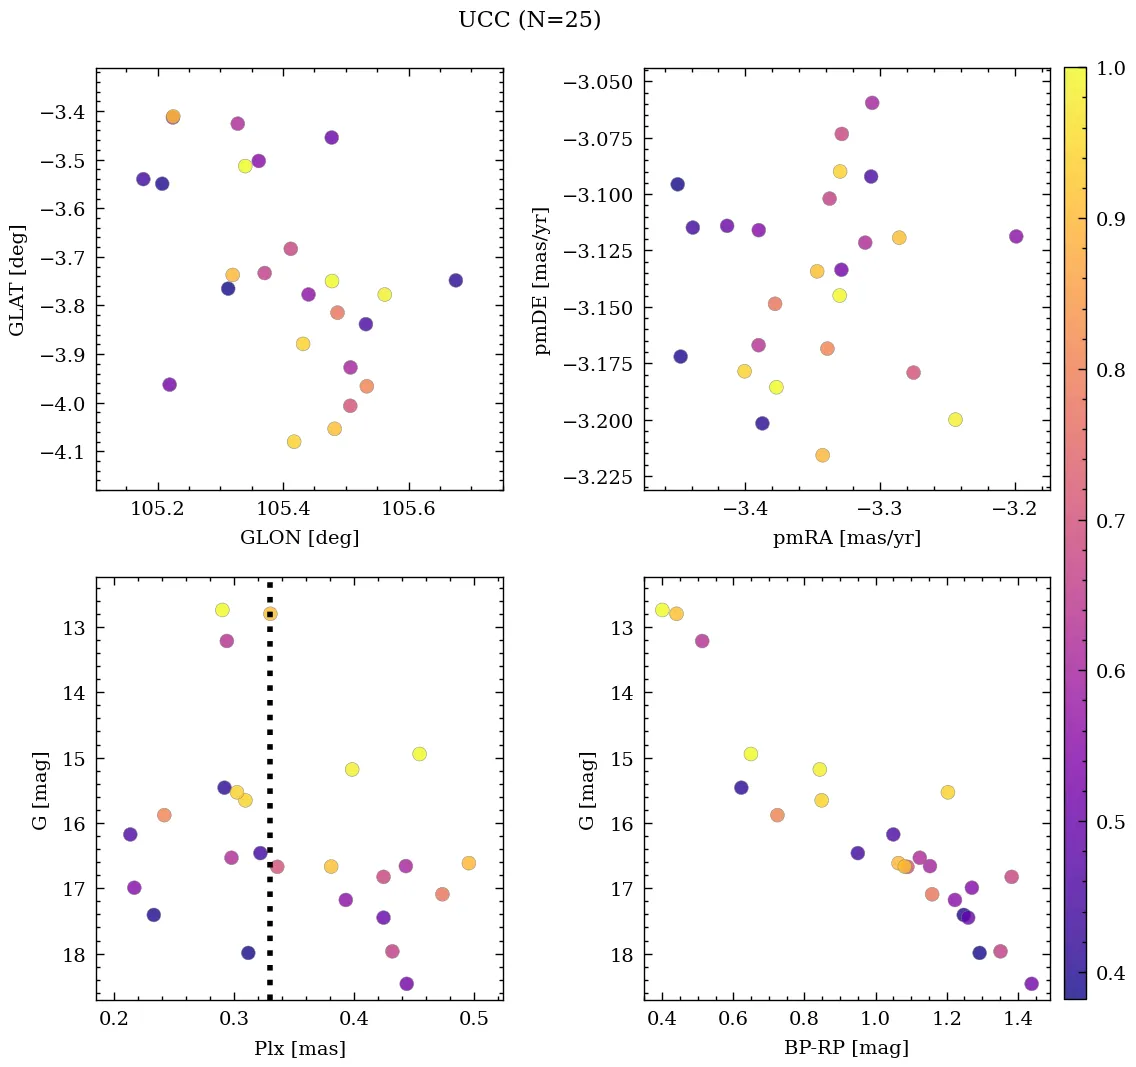 UCC (N=25)
−3.4
−3.5
−3.6
−3.7
−3.8
−3.9
−4.0
−4.1
GLAT [deg]
105.2 105.4 105.6
GLON [deg]
−3.050
−3.075
−3.100
−3.125
−3.150
−3.175
−3.200
−3.225
pmDE [mas/yr]
−3.4 −3.3 −3.2
pmRA [mas/yr]
1.0
0.9
0.8
0.7
0.6
0.5
0.4
13
14
15
16
17
18
G [mag]
0.2 0.3 0.4 0.5
Plx [mas]
13
14
15
16
17
18
G [mag]
0.4 0.6 0.8 1.0 1.2 1.4
BP-RP [mag]